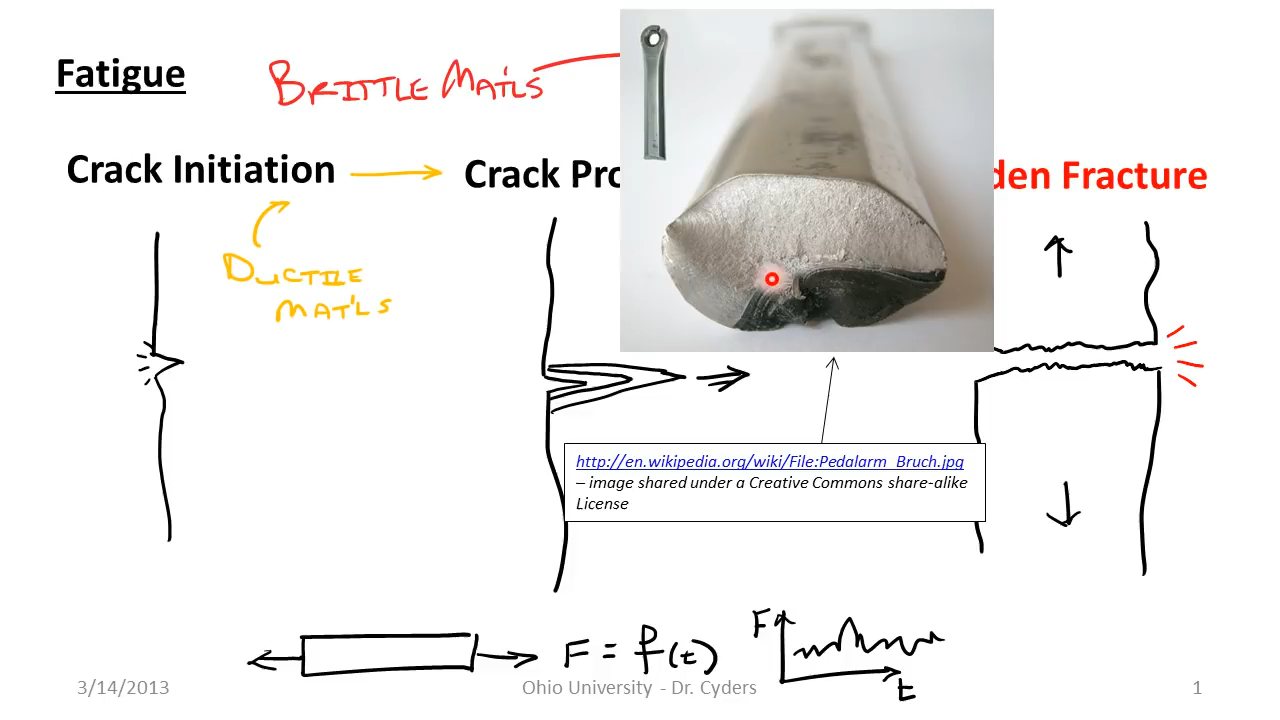 Fatigue
BRITTLE MAT'LS
Crack Initiation
Crack Pro
den Fracture
DUCTILE
MAT'LS
http://en.wikipedia.org/wiki/File:Pedalarm_Bruch.jpg
– image shared under a Creative Commons share-alike
License
F = f(t)
F
t
3/14/2013
Ohio University - Dr. Cyders
1